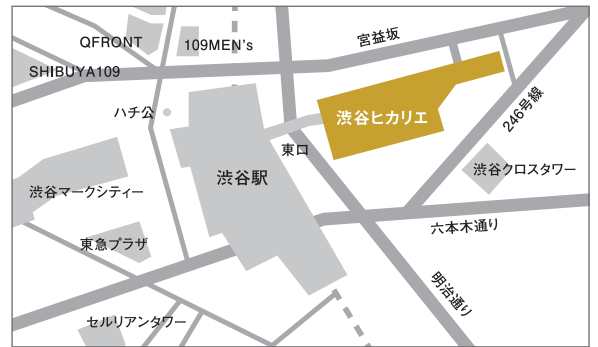 QFRONT
109MEN's
宮益坂
SHIBUYA109
ハチ公
渋谷ヒカリエ
246号線
東口
渋谷駅
渋谷クロスタワー
渋谷マークシティー
六本木通り
東急プラザ
明治通り
セルリアンタワー